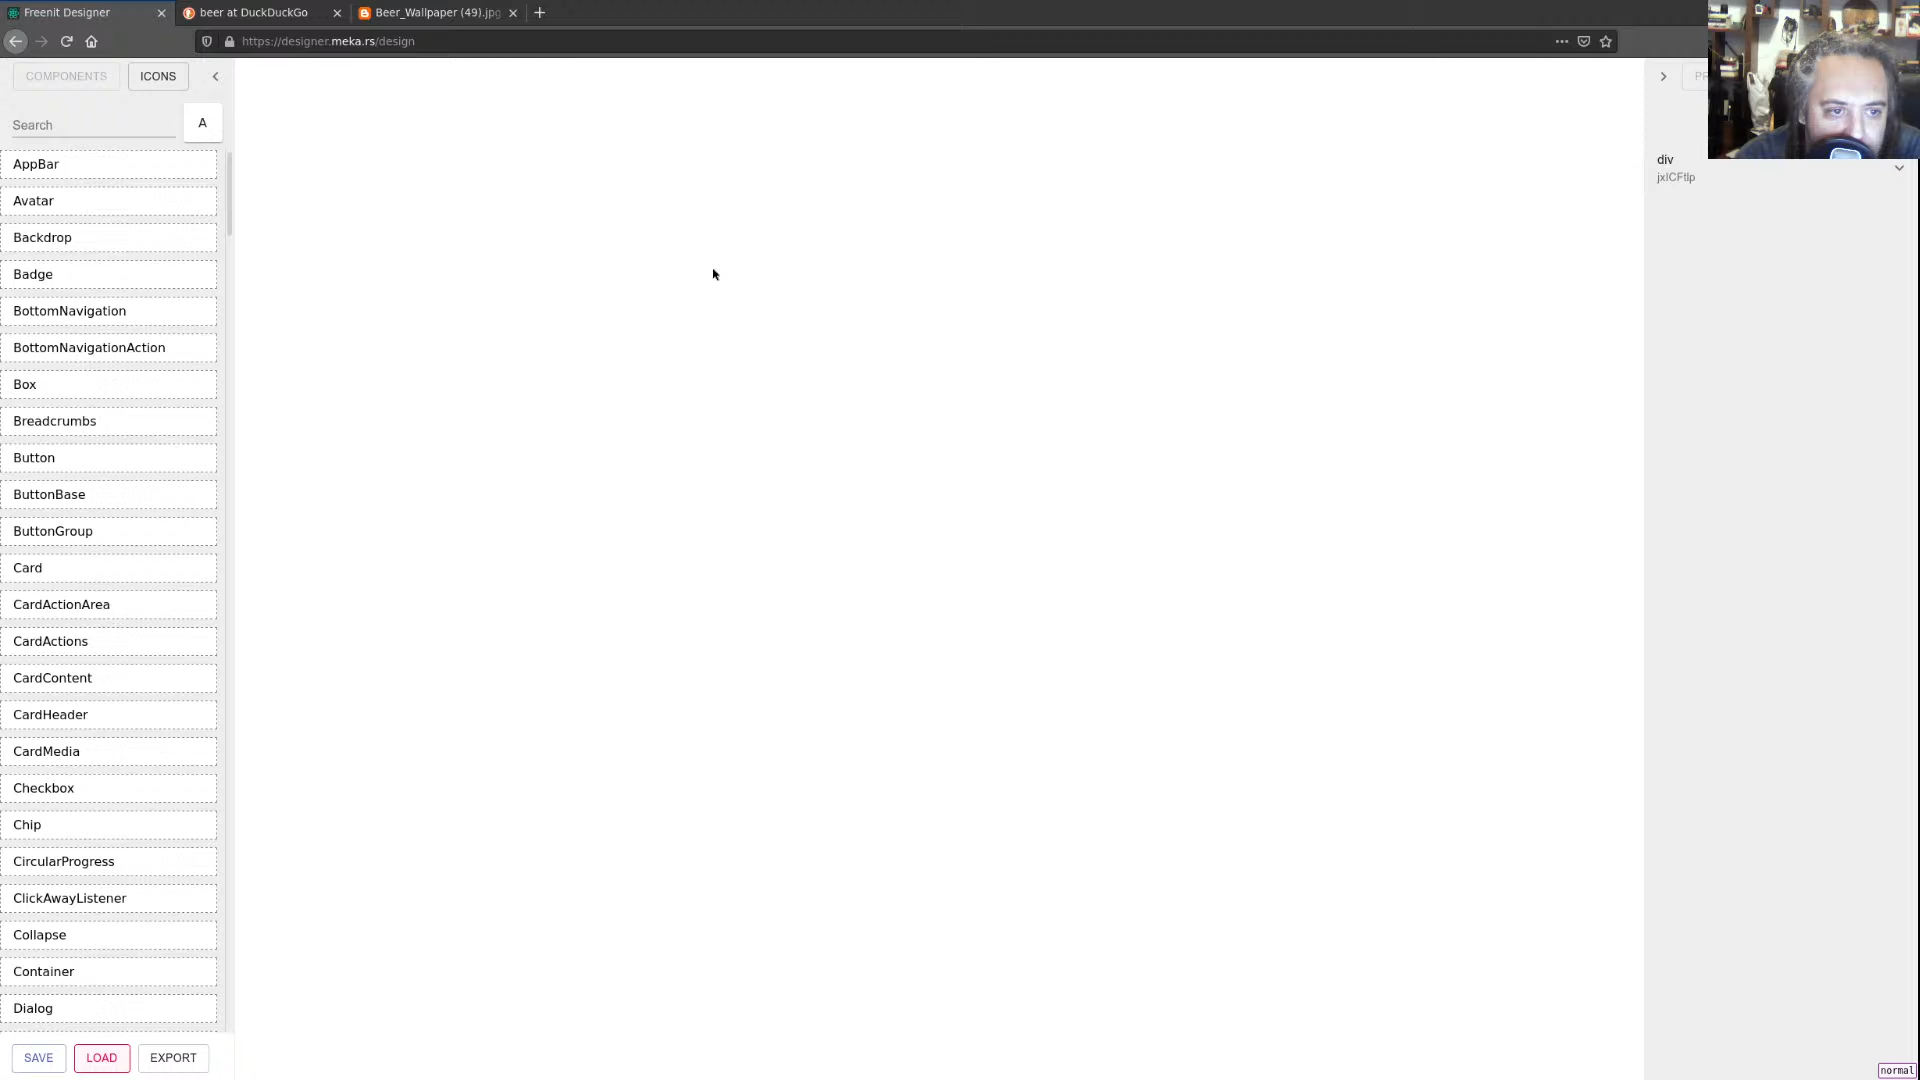 Freenit Designer
beer at DuckDuckGo
Beer_Wallpaper (49).jpg
https://designer.meka.rs/design
COMPONENTS
ICONS
Search
A
AppBar
Avatar
Backdrop
Badge
BottomNavigation
BottomNavigationAction
Box
Breadcrumbs
Button
ButtonBase
ButtonGroup
Card
CardActionArea
CardActions
CardContent
CardHeader
CardMedia
Checkbox
Chip
CircularProgress
ClickAwayListener
Collapse
Container
Dialog
SAVE
LOAD
EXPORT
div
normal